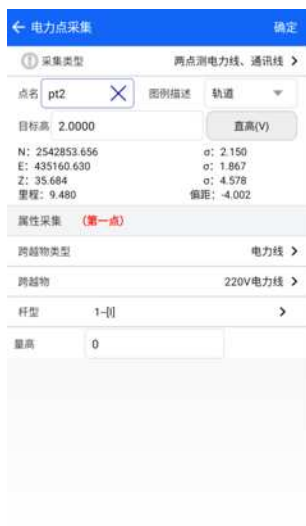 ← 电力点采集 确定
采集类型 两点测电力线、通讯线 >
点名 pt2 图例描述 轨道
目标高 2.0000 直高(V)
N: 2542853.656 σ: 2.150
E: 435160.630 σ: 1.867
Z: 35.684 σ: 4.578
里程: 9.480 偏距: -4.002
属性采集 (第一点)
跨越物类型 电力线 >
跨越物 220V电力线 >
杆型 1–[I] >
量高 0